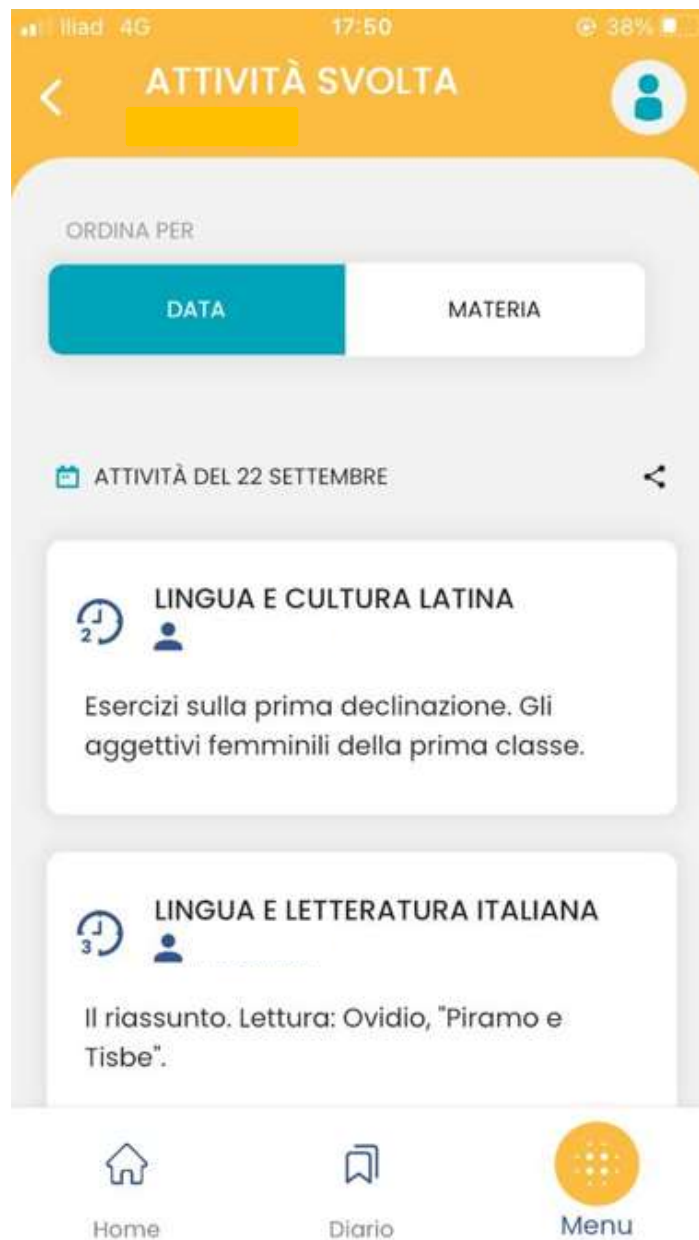 Iliad 4G 17:50 38%
ATTIVITÀ SVOLTA
ORDINA PER
DATA MATERIA
ATTIVITÀ DEL 22 SETTEMBRE
LINGUA E CULTURA LATINA
2
Esercizi sulla prima declinazione. Gli
aggettivi femminili della prima classe.
LINGUA E LETTERATURA ITALIANA
3
Il riassunto. Lettura: Ovidio, "Piramo e
Tisbe".
Home Diario Menu